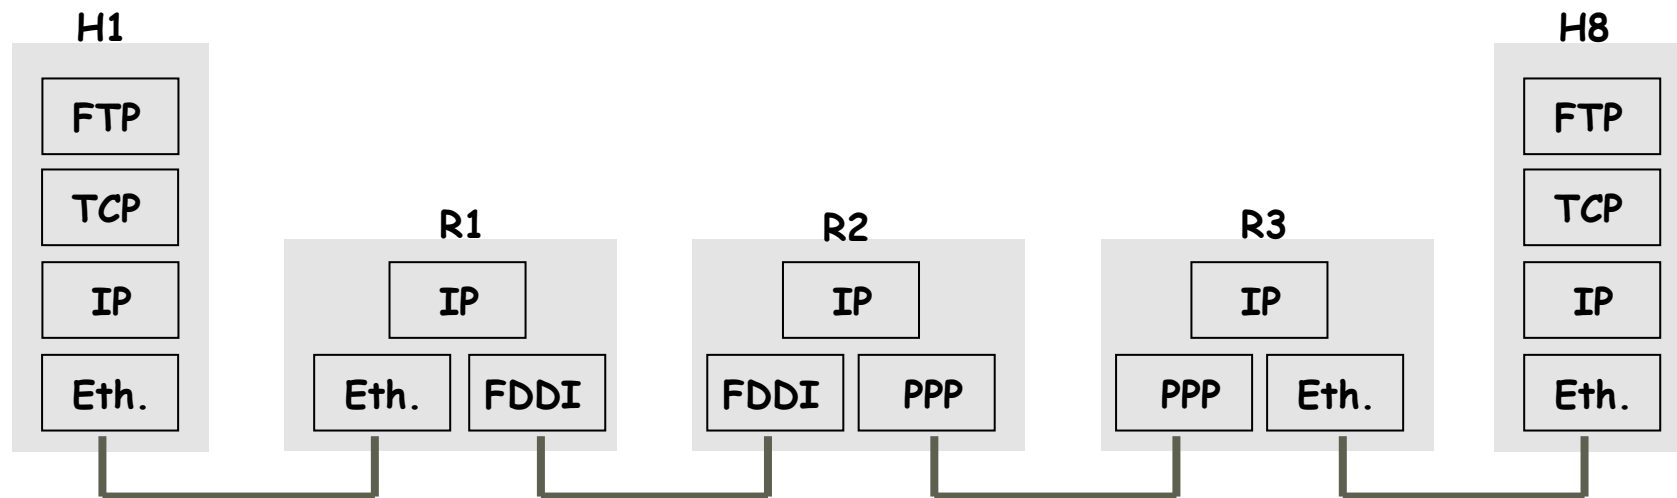 H1
H8
FTP
FTP
TCP
TCP
R1
R2
R3
IP
IP
IP
IP
IP
Eth.
Eth.
FDDI
FDDI
PPP
PPP
Eth.
Eth.